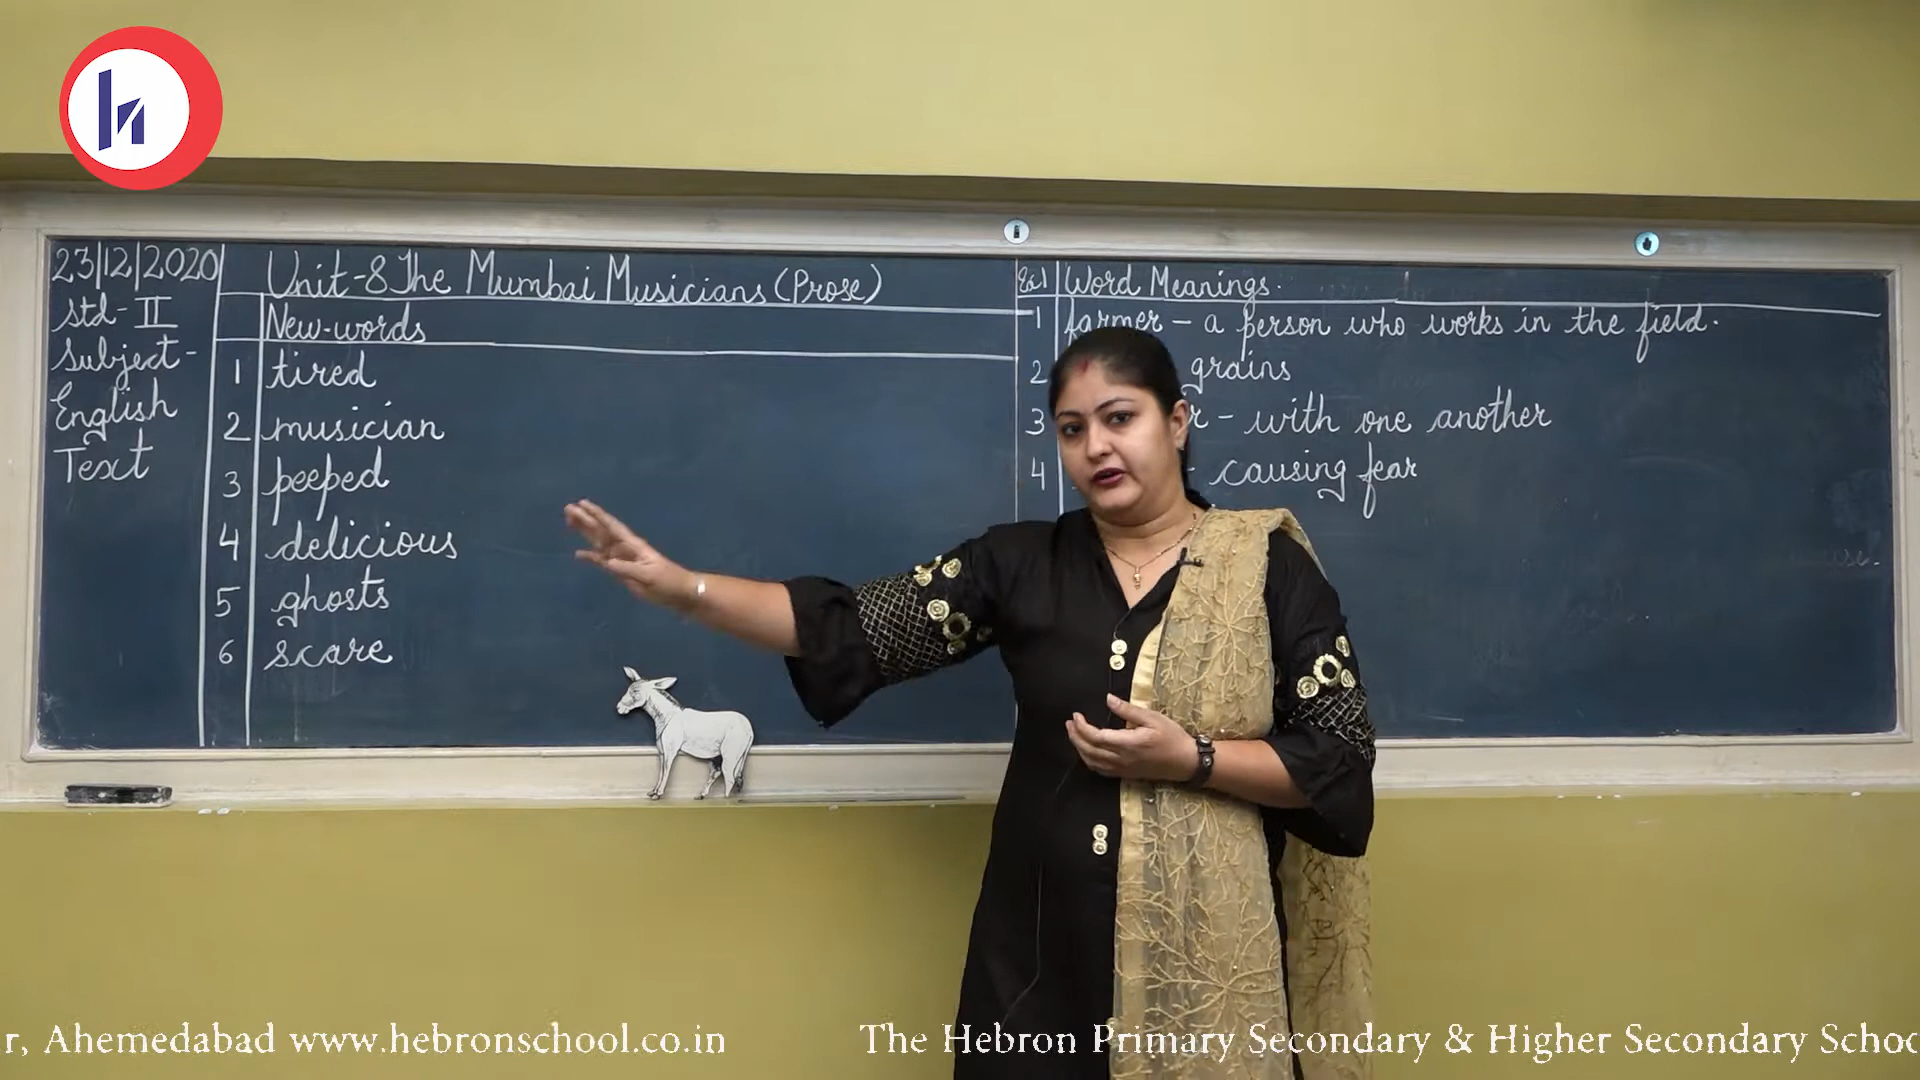 23/12/2020
Std- II
Subject-
English
Text
Unit-8 The Mumbai Musicians (Prose)
New-words
1 tired
2 musician
3 peeped
4 delicious
5 ghosts
6 scare
Ex 1 Word Meanings.
1 farmer - a person who works in the field.
2 grains
3 r - with one another
4 - causing fear
r, Ahemedabad www.hebronschool.co.in
The Hebron Primary Secondary & Higher Secondary Schoo